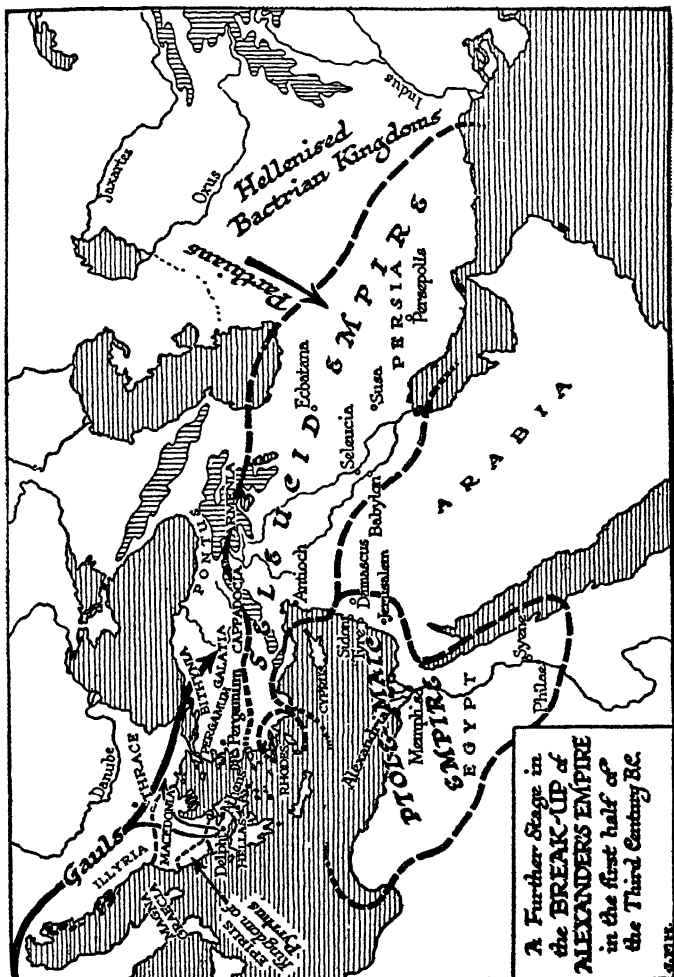 Jaxartes
Oxus
Indus
Hellenised
Bactrian Kingdoms
Parthians
SELEUCID EMPIRE
PERSIA
Persepolis
Ecbatana
Susa
Seleucia
Babylon
ARABIA
ARMENIA
PONTUS
CAPPADOCIA
Antioch
Damascus
Jerusalem
Sidon
Tyre
CYPRUS
BITHYNIA
GALATIA
PERGAMUM
Pergamum
RHODES
Danube
THRACE
Gauls
ILLYRIA
MACEDONIA
Delphi
Athens
HELLAS
MAGNA
GRAECIA
EPIRUS
Kingdom of
Pyrrhus
Alexandria
PTOLEMAIC
EMPIRE
Memphis
EGYPT
Syene
Philae
A Further Stage in
the BREAK-UP of
ALEXANDER'S EMPIRE
in the first half of
the Third Century B.C.